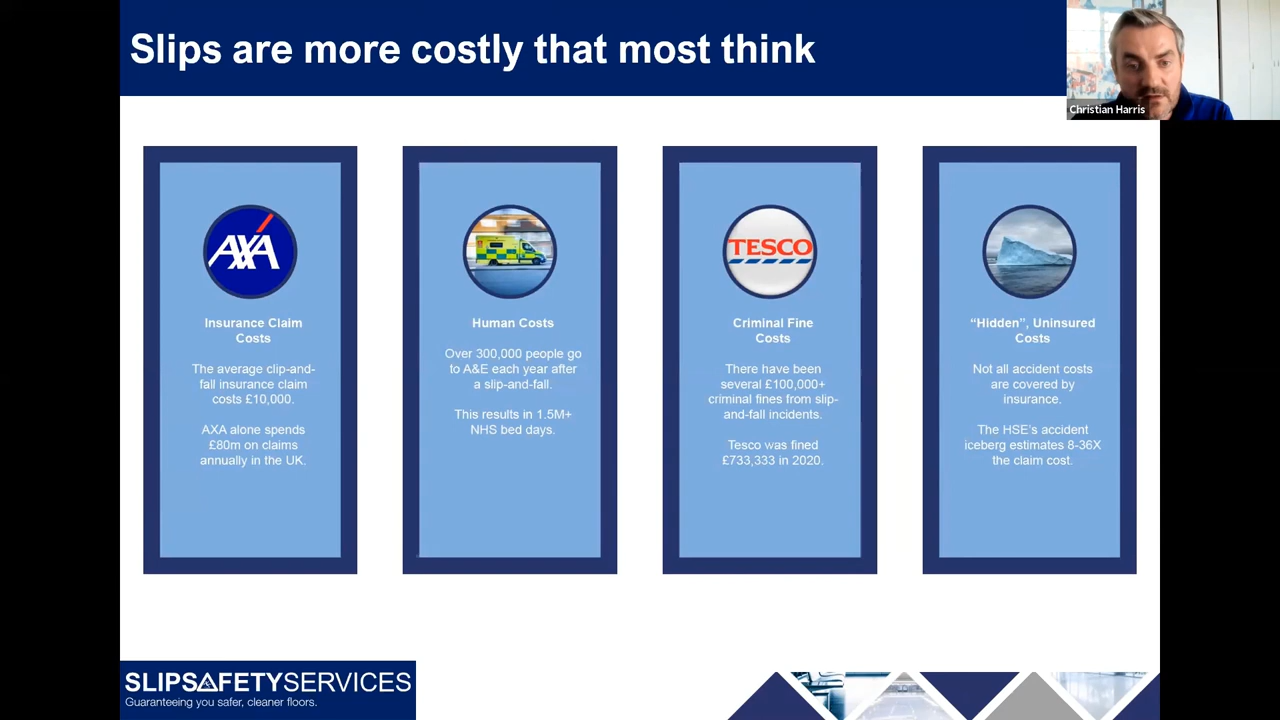 Slips are more costly that most think
Christian Harris
AXA
Insurance Claim
Costs
The average clip-and-
fall insurance claim
costs £10,000.
AXA alone spends
£80m on claims
annually in the UK.
Human Costs
Over 300,000 people go
to A&E each year after
a slip-and-fall.
This results in 1.5M+
NHS bed days.
TESCO
Criminal Fine
Costs
There have been
several £100,000+
criminal fines from slip-
and-fall incidents.
Tesco was fined
£733,333 in 2020.
“Hidden”, Uninsured
Costs
Not all accident costs
are covered by
insurance.
The HSE's accident
iceberg estimates 8-36X
the claim cost.
SLIPSAFETYSERVICES
Guaranteeing you safer, cleaner floors.